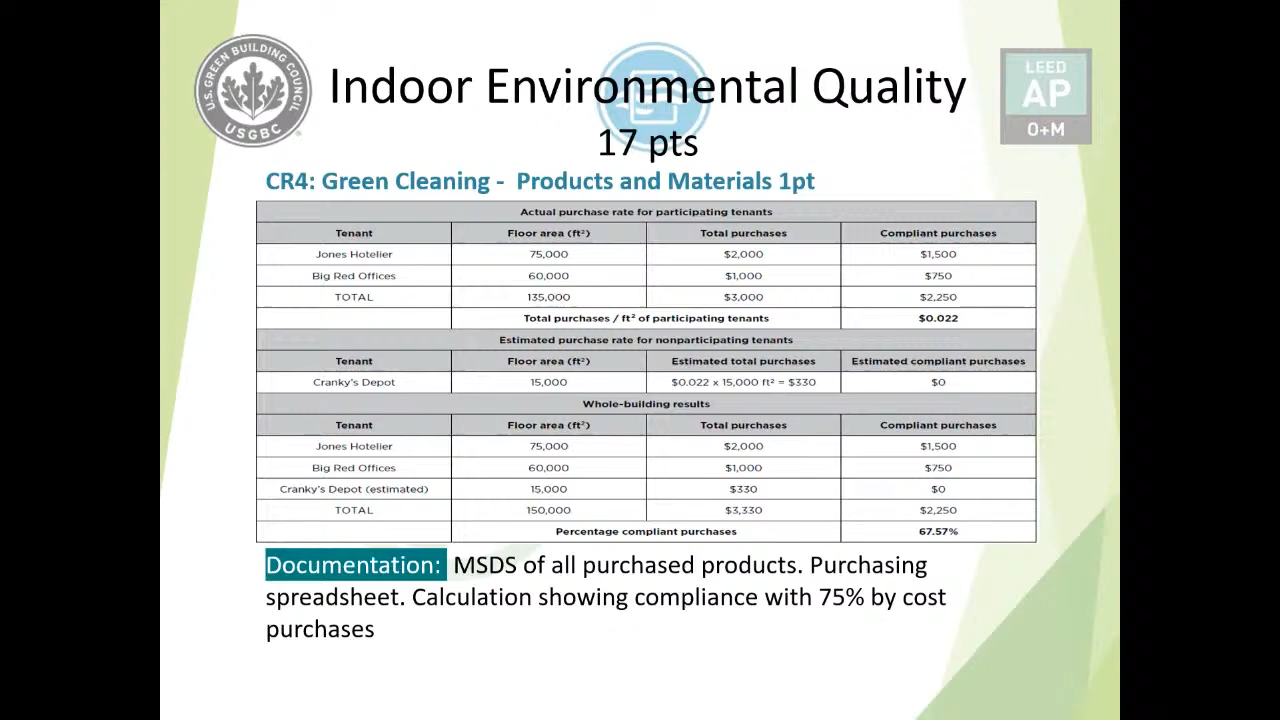 U.S. GREEN BUILDING COUNCIL
USGBC
Indoor Environmental Quality
17 pts
LEED
AP
O+M
CR4: Green Cleaning - Products and Materials 1pt
Actual purchase rate for participating tenants
Tenant Floor area (ft²) Total purchases Compliant purchases
Jones Hotelier 75,000 $2,000 $1,500
Big Red Offices 60,000 $1,000 $750
TOTAL 135,000 $3,000 $2,250
Total purchases / ft² of participating tenants $0.022
Estimated purchase rate for nonparticipating tenants
Tenant Floor area (ft²) Estimated total purchases Estimated compliant purchases
Cranky's Depot 15,000 $0.022 x 15,000 ft² = $330 $0
Whole-building results
Tenant Floor area (ft²) Total purchases Compliant purchases
Jones Hotelier 75,000 $2,000 $1,500
Big Red Offices 60,000 $1,000 $750
Cranky's Depot (estimated) 15,000 $330 $0
TOTAL 150,000 $3,330 $2,250
Percentage compliant purchases 67.57%
Documentation: MSDS of all purchased products. Purchasing
spreadsheet. Calculation showing compliance with 75% by cost
purchases